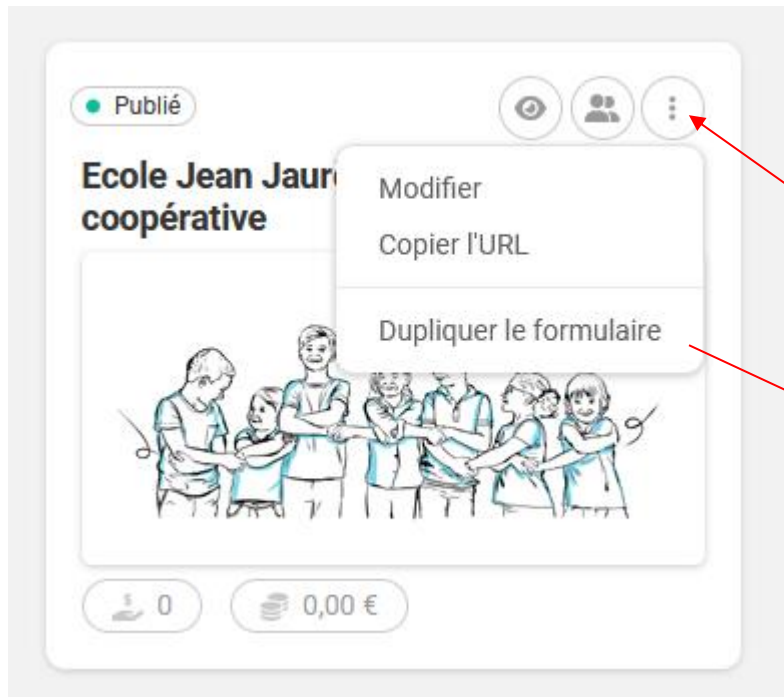 Publié
Ecole Jean Jaur
coopérative
Modifier
Copier l'URL
Dupliquer le formulaire
0
0,00 €